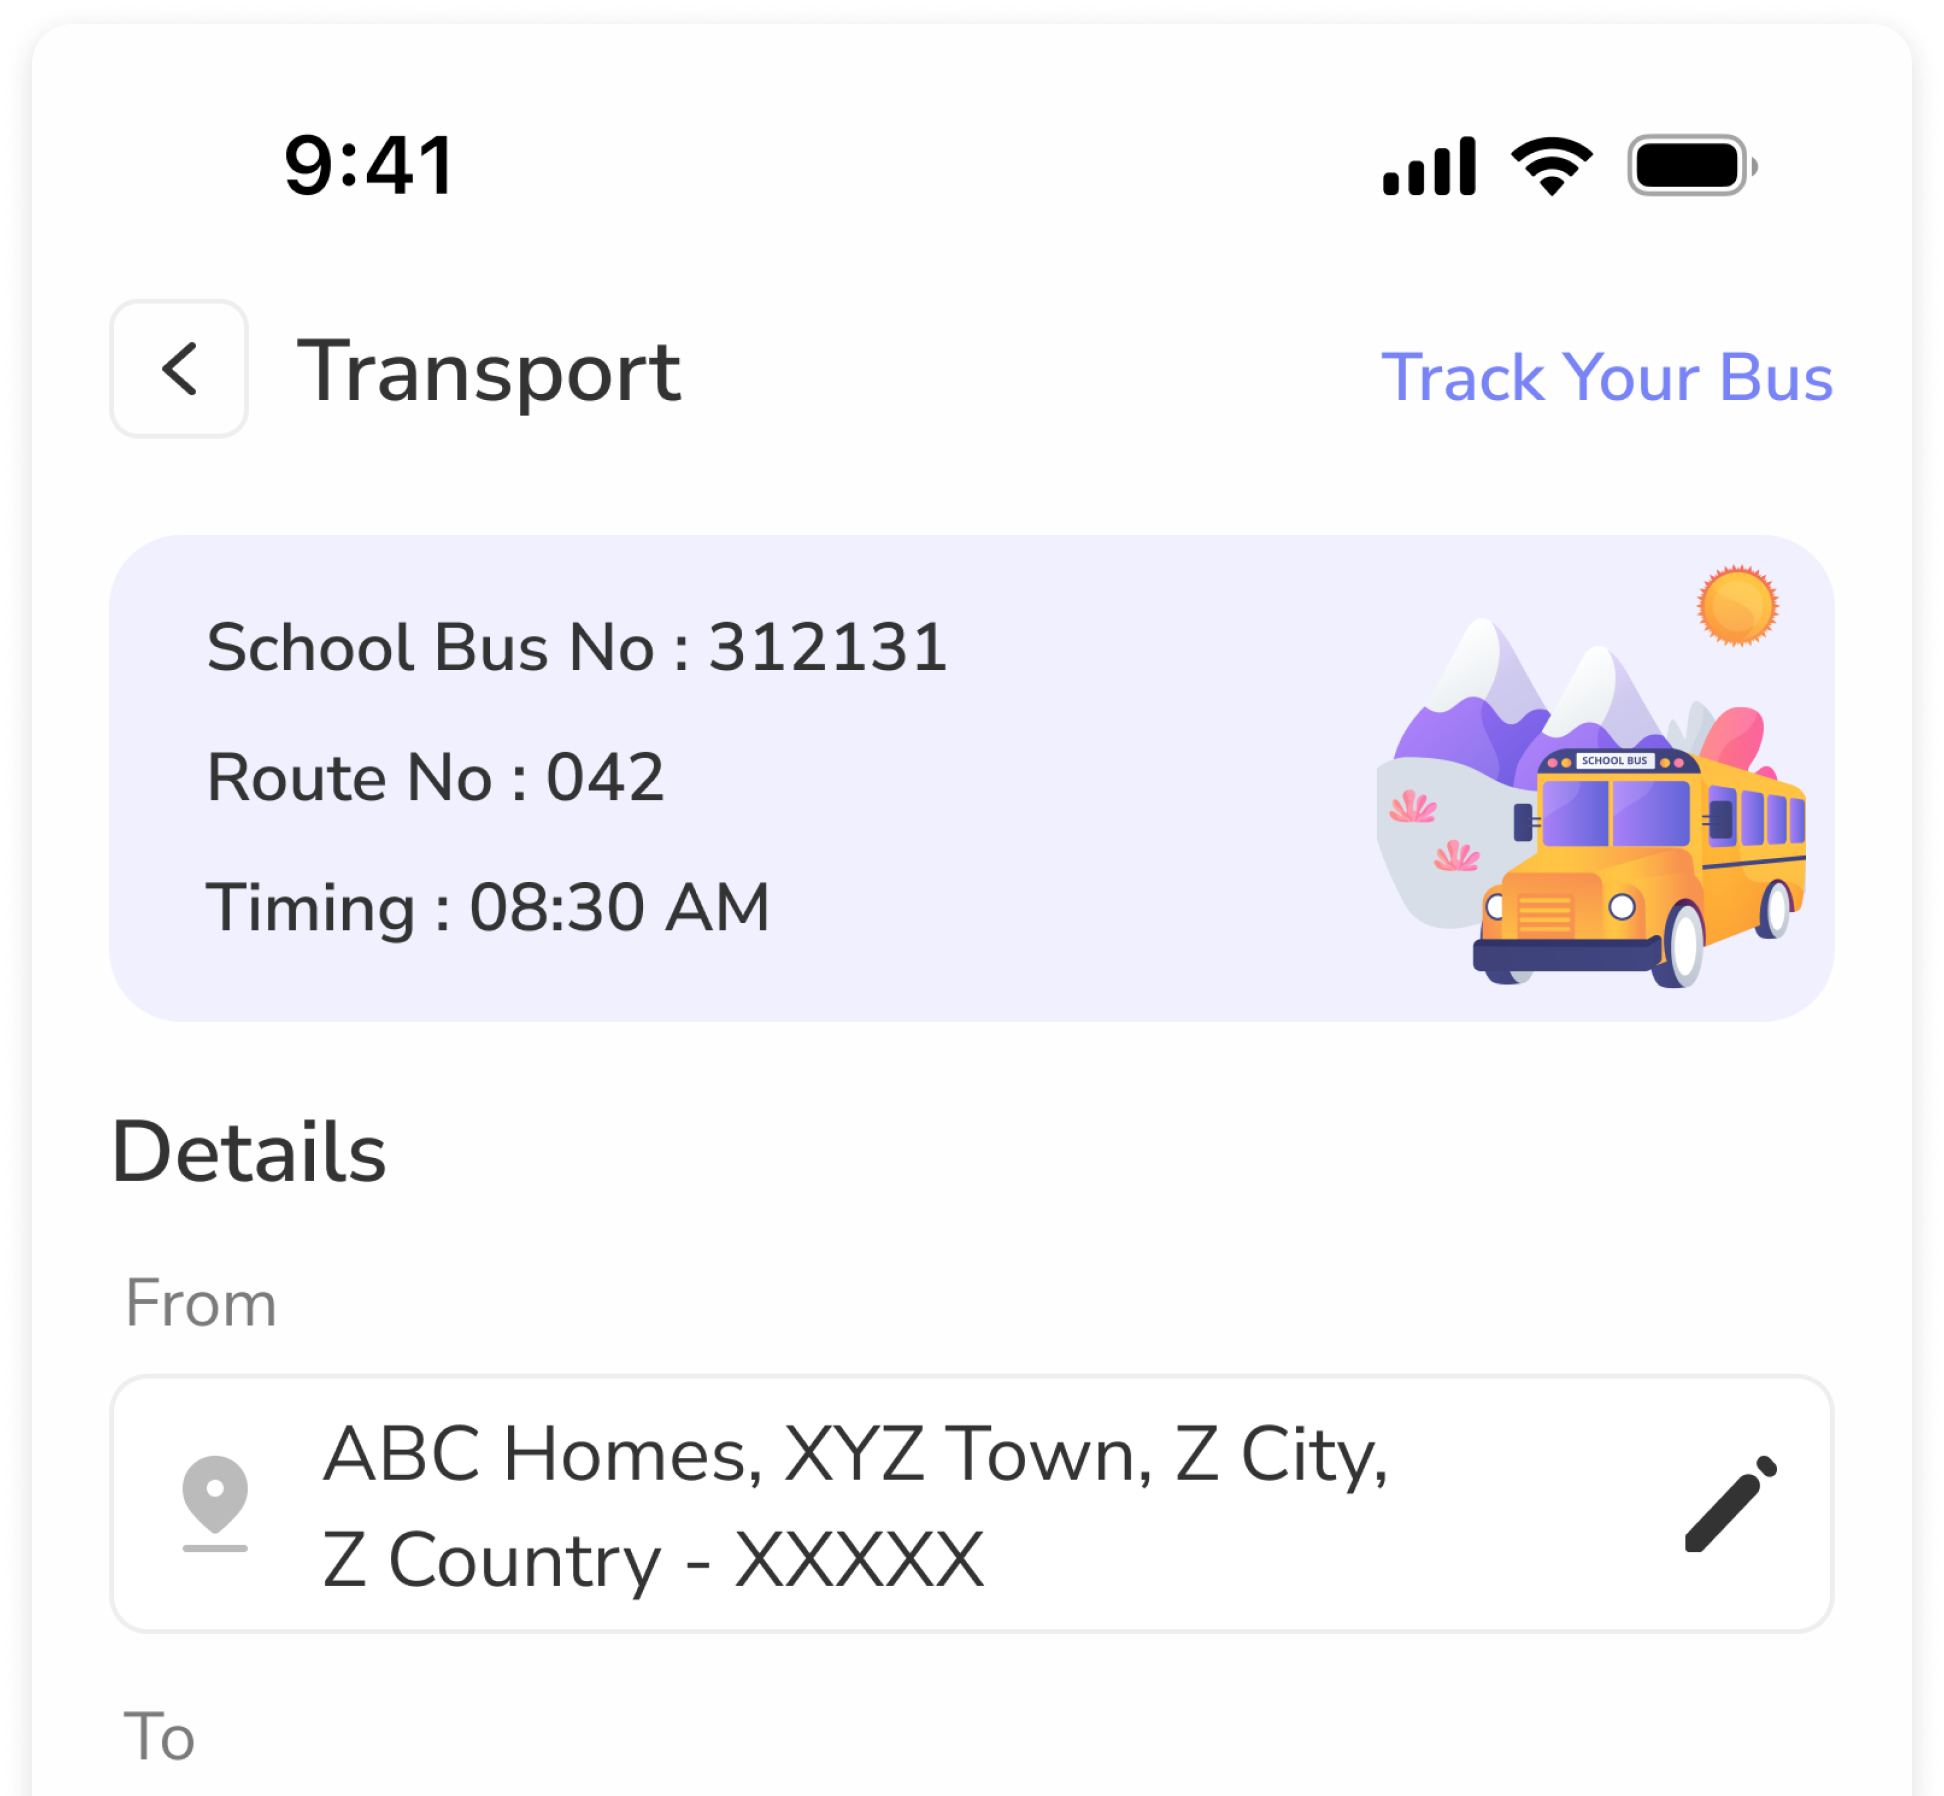 9:41
Transport
Track Your Bus
School Bus No : 312131
Route No : 042
Timing : 08:30 AM
SCHOOL BUS
Details
From
ABC Homes, XYZ Town, Z City,
Z Country - XXXXX
To